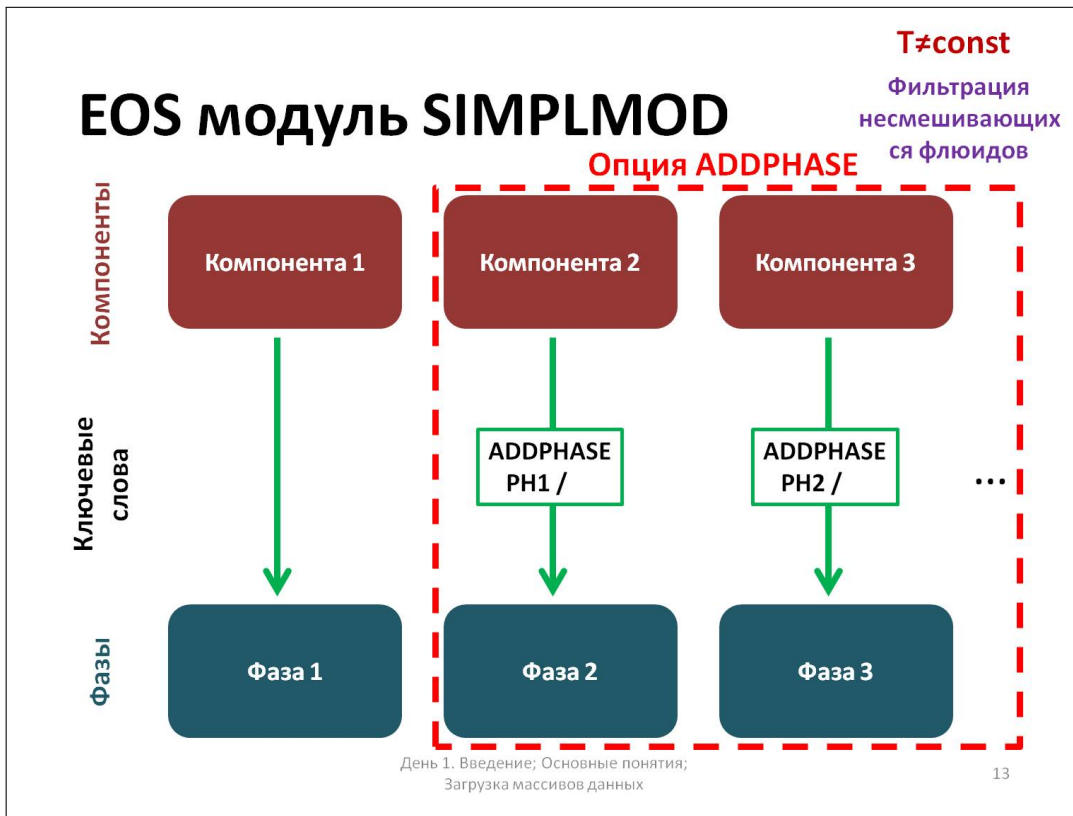 T≠const
EOS модуль SIMPLMOD
Фильтрация
несмешивающих
ся флюидов
Опция ADDPHASE
Компоненты
Компонента 1
Компонента 2
Компонента 3
Ключевые
слова
ADDPHASE
PH1 /
ADDPHASE
PH2 /
...
Фазы
Фаза 1
Фаза 2
Фаза 3
День 1. Введение; Основные понятия;
Загрузка массивов данных
13